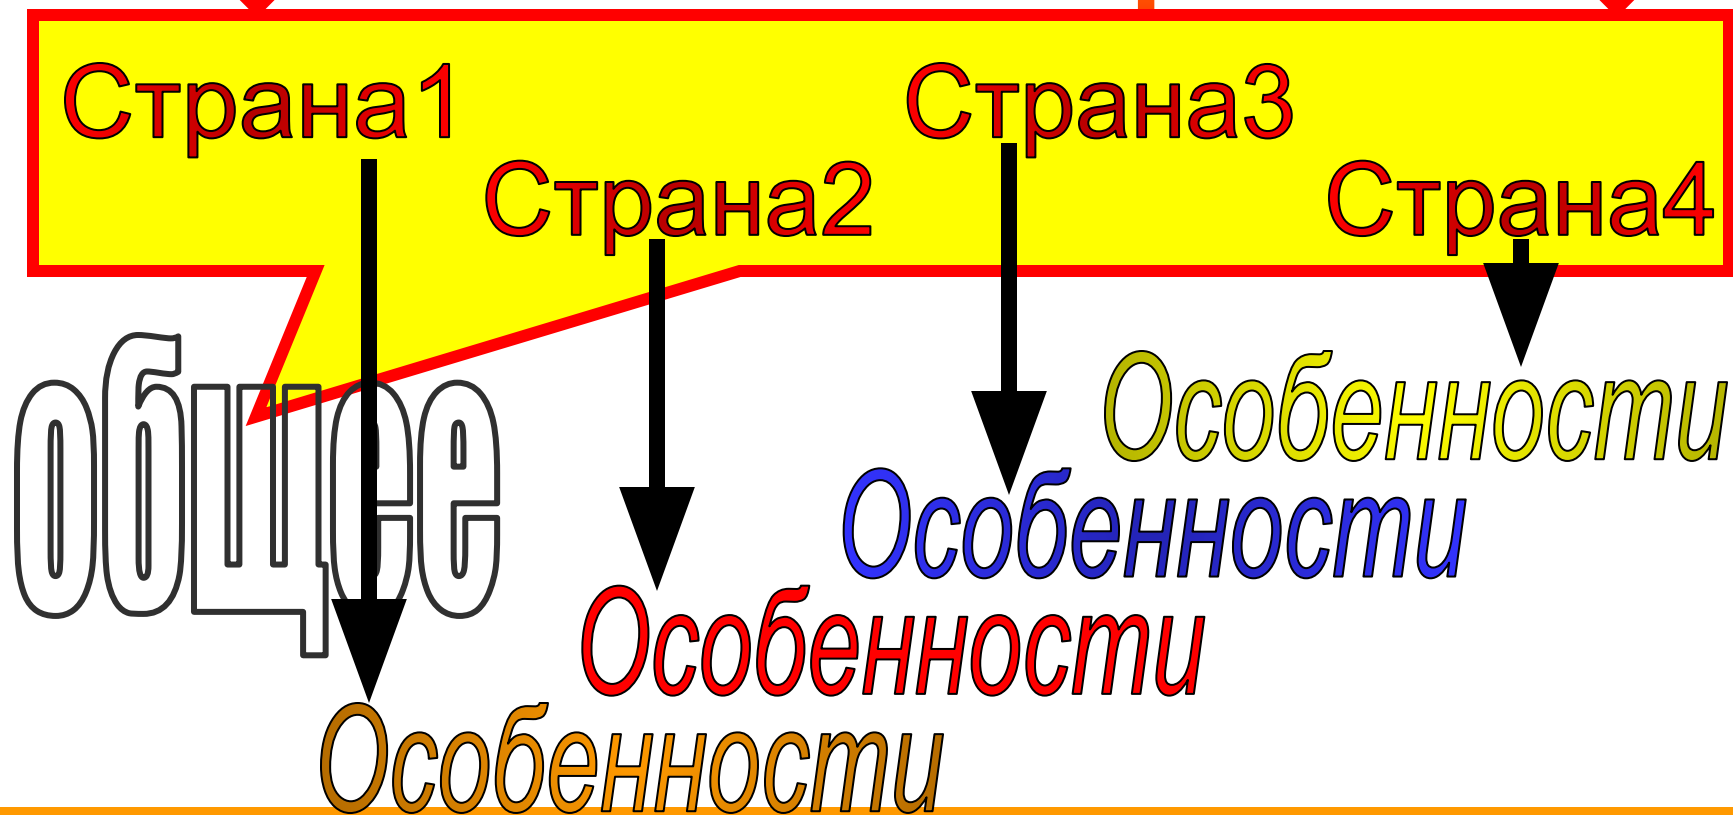 Страна1
Страна3
Страна2
Страна4
общее
Особенности
Особенности
Особенности
Особенности